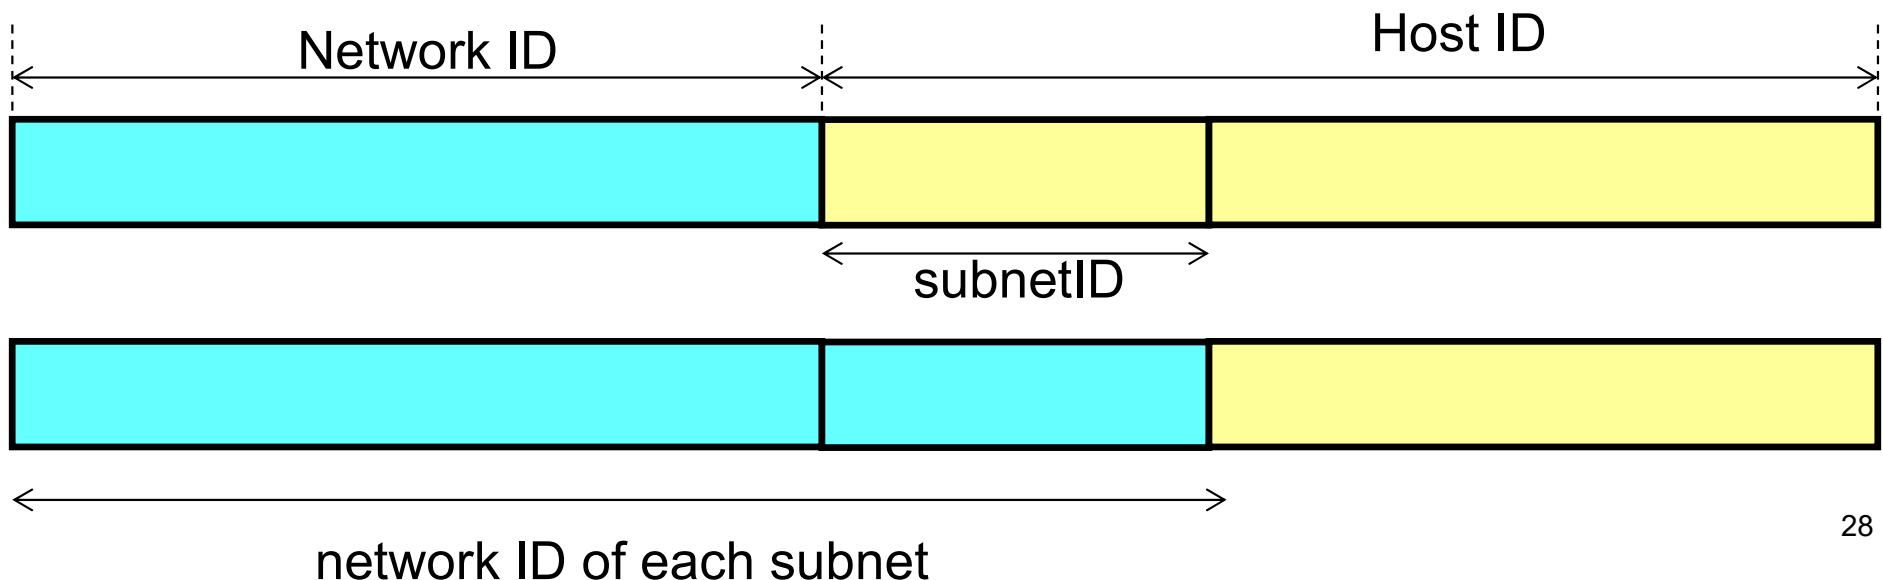 Network ID
Host ID
subnetID
network ID of each subnet
28